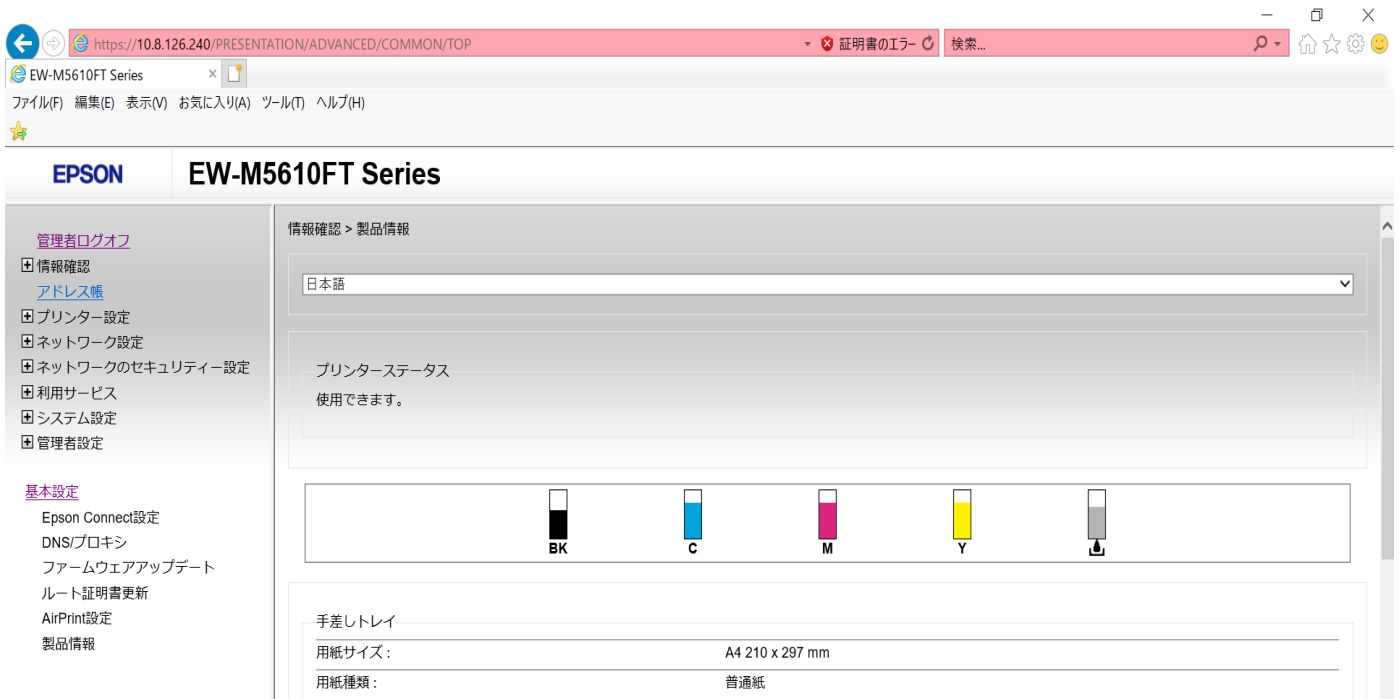 https://10.8.126.240/PRESENTATION/ADVANCED/COMMON/TOP
証明書のエラー
検索...
EW-M5610FT Series
ファイル(F) 編集(E) 表示(V) お気に入り(A) ツール(T) ヘルプ(H)
EPSON
EW-M5610FT Series
管理者ログオフ
情報確認
アドレス帳
プリンター設定
ネットワーク設定
ネットワークのセキュリティー設定
利用サービス
システム設定
管理者設定
基本設定
Epson Connect設定
DNS/プロキシ
ファームウェアアップデート
ルート証明書更新
AirPrint設定
製品情報
情報確認 > 製品情報
日本語
プリンターステータス
使用できます。
BK C M Y
手差しトレイ
用紙サイズ : A4 210 x 297 mm
用紙種類 : 普通紙